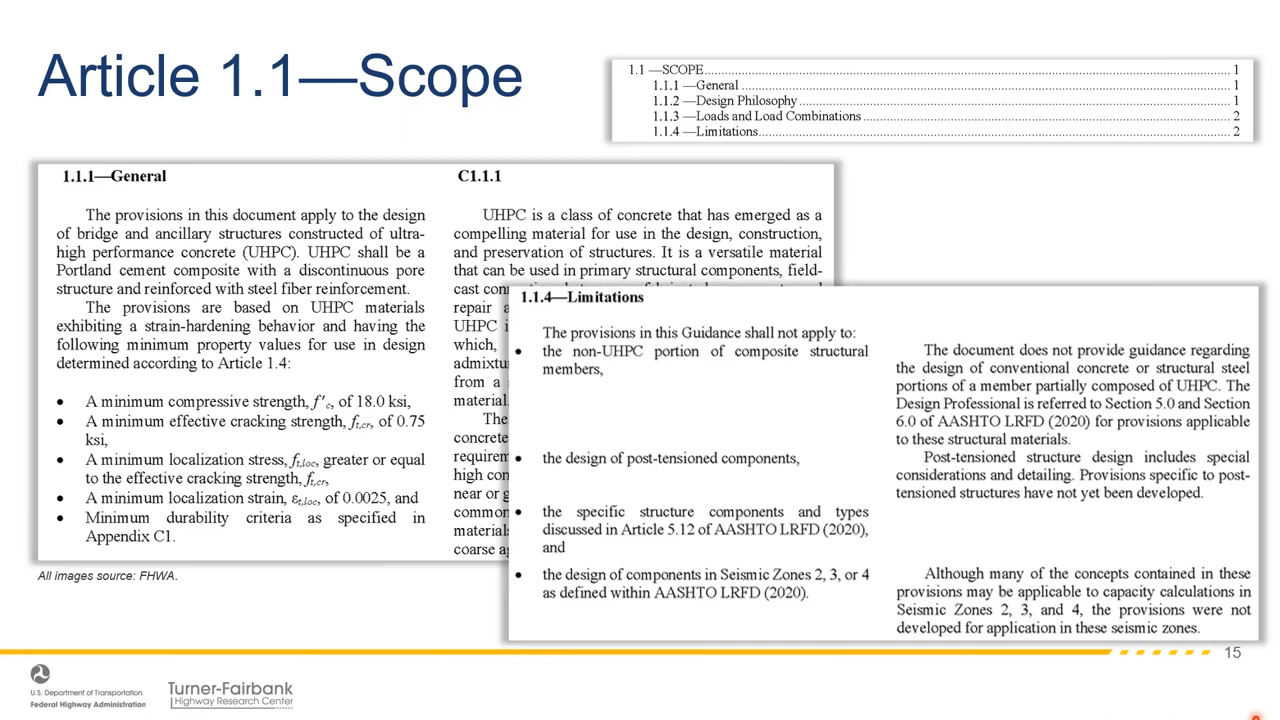 Article 1.1—Scope
1.1 —SCOPE 1
1.1.1 —General 1
1.1.2 —Design Philosophy 1
1.1.3 —Loads and Load Combinations 2
1.1.4 —Limitations 2
1.1.1—General
The provisions in this document apply to the design
of bridge and ancillary structures constructed of ultra-
high performance concrete (UHPC). UHPC shall be a
Portland cement composite with a discontinuous pore
structure and reinforced with steel fiber reinforcement.
The provisions are based on UHPC materials
exhibiting a strain-hardening behavior and having the
following minimum property values for use in design
determined according to Article 1.4:
• A minimum compressive strength, f′c, of 18.0 ksi,
• A minimum effective cracking strength, ft,cr, of 0.75
ksi,
• A minimum localization stress, ft,loc, greater or equal
to the effective cracking strength, ft,cr,
• A minimum localization strain, εt,loc, of 0.0025, and
• Minimum durability criteria as specified in
Appendix C1.
C1.1.1
UHPC is a class of concrete that has emerged as a
compelling material for use in the design, construction,
and preservation of structures. It is a versatile material
that can be used in primary structural components, field-
cast
repair
UHPC
which,
from a
The
concrete
high
near or
coarse
1.1.4—Limitations
The provisions in this Guidance shall not apply to:
• the non-UHPC portion of composite structural
members,
• the design of post-tensioned components,
• the specific structure components and types
discussed in Article 5.12 of AASHTO LRFD (2020),
and
• the design of components in Seismic Zones 2, 3, or 4
as defined within AASHTO LRFD (2020).
The document does not provide guidance regarding
the design of conventional concrete or structural steel
portions of a member partially composed of UHPC. The
Design Professional is referred to Section 5.0 and Section
6.0 of AASHTO LRFD (2020) for provisions applicable
to these structural materials.
Post-tensioned structure design includes special
considerations and detailing. Provisions specific to post-
tensioned structures have not yet been developed.
Although many of the concepts contained in these
provisions may be applicable to capacity calculations in
Seismic Zones 2, 3, and 4, the provisions were not
developed for application in these seismic zones.
All images source: FHWA.
15
U.S. Department of Transportation
Federal Highway Administration
Turner-Fairbank
Highway Research Center